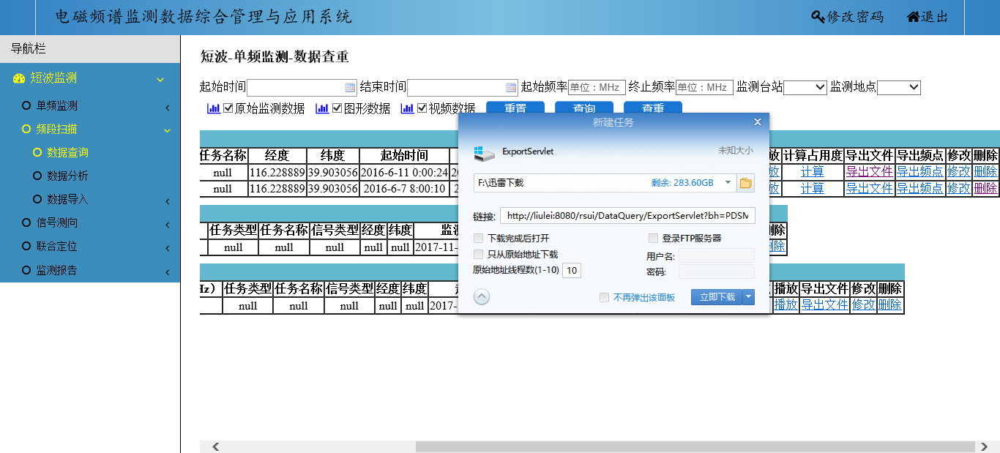 电磁频谱监测数据综合管理与应用系统
修改密码 退出
导航栏
短波监测
单频监测
频段扫描
数据查询
数据分析
数据导入
信号测向
联合定位
监测报告
短波-单频监测-数据查重
起始时间 结束时间 起始频率 单位：MHz 终止频率 单位：MHz 监测台站 监测地点
原始监测数据 图形数据 视频数据 重置 查询 查重
任务名称 经度 纬度 起始时间 放 计算占用度 导出文件 导出频点 修改 删除
null 116.228889 39.903056 2016-6-11 0:00:24 放 计算 导出文件 导出频点 修改 删除
null 116.228889 39.903056 2016-6-7 8:00:10 2 放 计算 导出文件 导出频点 修改 删除
任务类型 任务名称 信号类型 经度 纬度 监 删除
null null null null null 2017-11- 删除
Hz） 任务类型 任务名称 信号类型 经度 纬度 播放 导出文件 修改 删除
null null null null null 2017- 播放 导出文件 修改 删除
新建任务
ExportServlet 未知大小
F:\迅雷下载 剩余: 283.60GB
链接: http://liulei:8080/rsui/DataQuery/ExportServlet?bh=PDSM
下载完成后打开 登录FTP服务器
只从原始地址下载 用户名:
原始地址线程数(1-10) 10 密码:
不再弹出该面板 立即下载